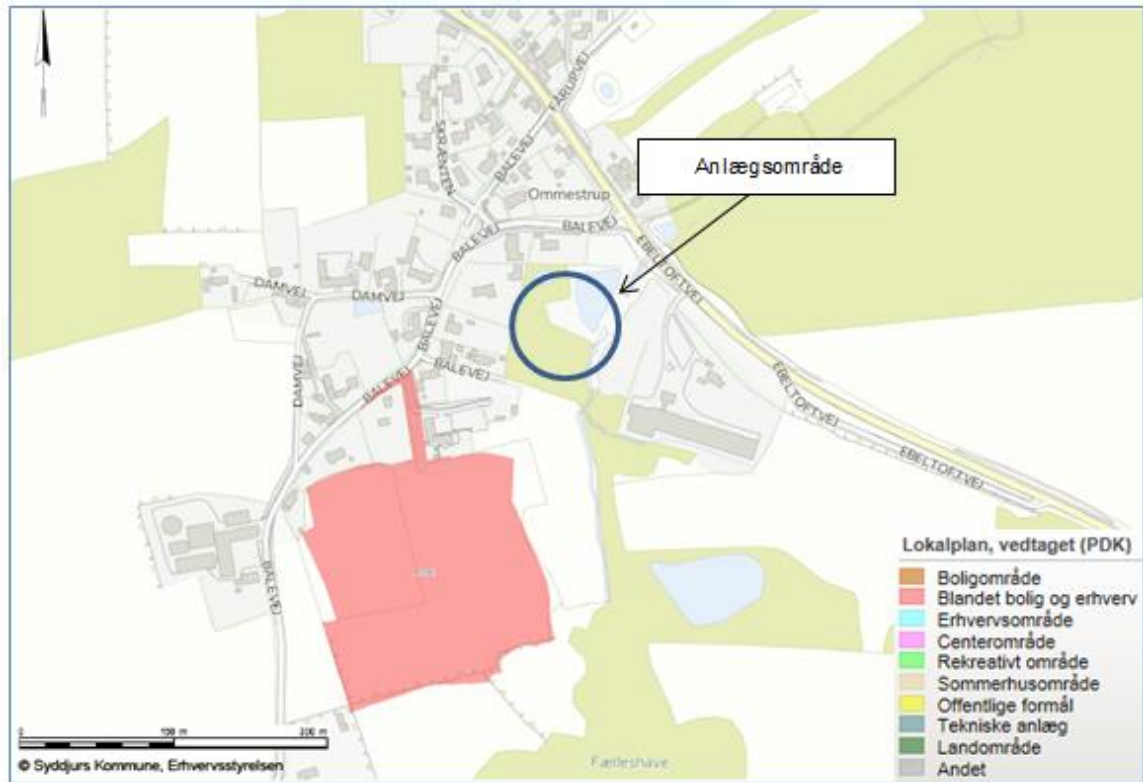 FÅRUPVEJ
SKRÆNTEN
BALEVEJ
Anlægsområde
Ommestrup
BALEVEJ
BALEVEJ
EBELTOFTVEJ
DAMVEJ
DAMVEJ
BALEVEJ
BALEVEJ
BALEVEJ
DAMVEJ
EBELTOFTVEJ
EBELTOFTVEJ
BALEVEJ
Lokalplan, vedtaget (PDK)
Boligområde
Blandet bolig og erhverv
Erhvervsområde
Centerområde
Rekreativt område
Sommerhusområde
Offentlige formål
Tekniske anlæg
Landområde
Andet
0 100 m 200 m
© Syddjurs Kommune, Erhvervsstyrelsen
Fælleshave